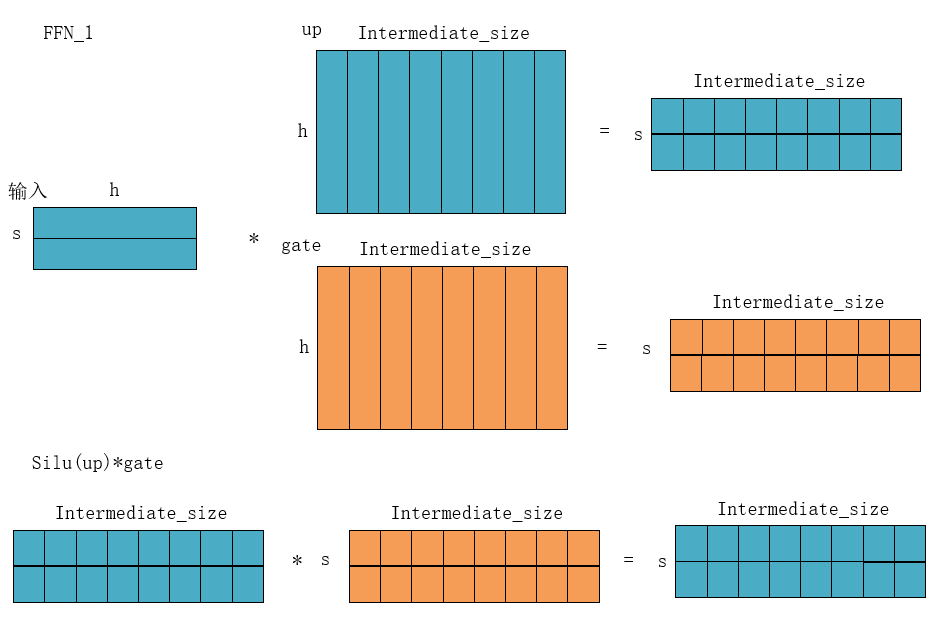 FFN_1
up
Intermediate_size
h
=
s
Intermediate_size
输入
h
s
*
gate
Intermediate_size
h
=
s
Intermediate_size
Silu(up)*gate
Intermediate_size
*
s
Intermediate_size
=
s
Intermediate_size